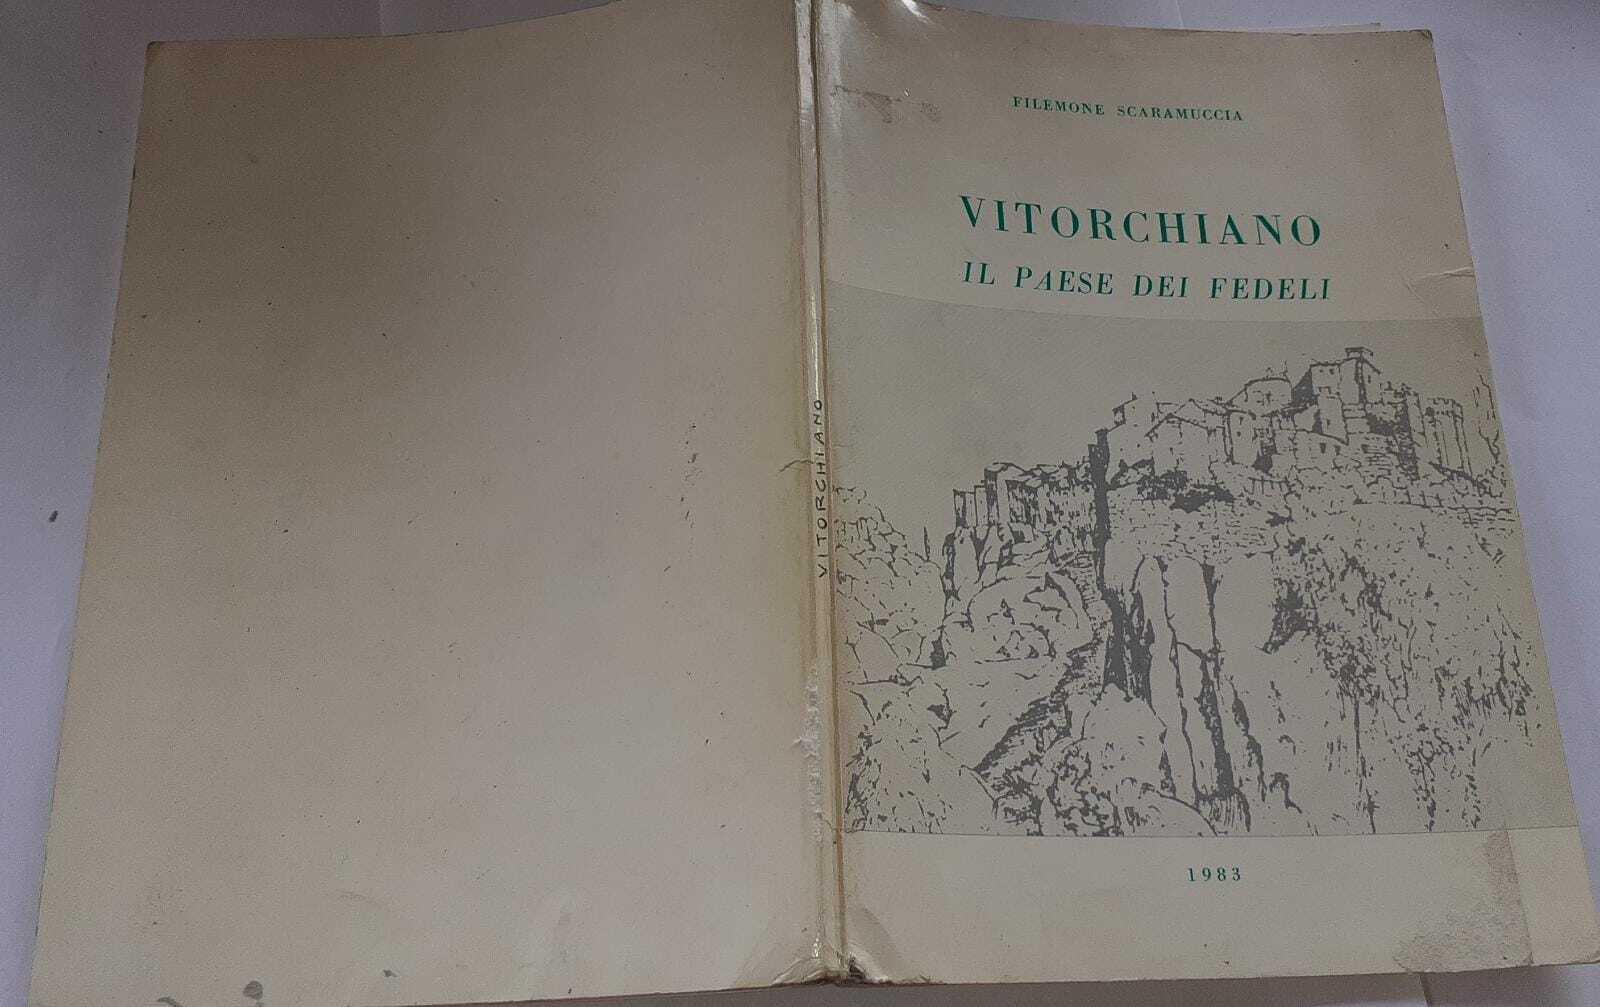 FILEMONE SCARAMUCCIA
VITORCHIANO
IL PAESE DEI FEDELI
1983
VITORCHIANO